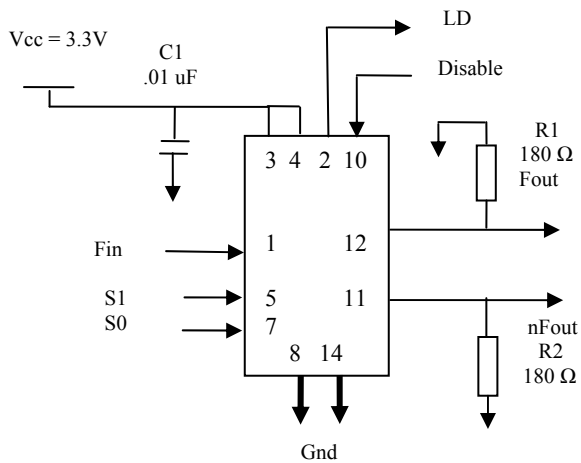 LD
Vcc = 3.3V
C1
.01 uF
Disable
R1
180 Ω
Fout
3 4 2 10
Fin
1
12
S1
5
11
S0
7
nFout
R2
180 Ω
8 14
Gnd